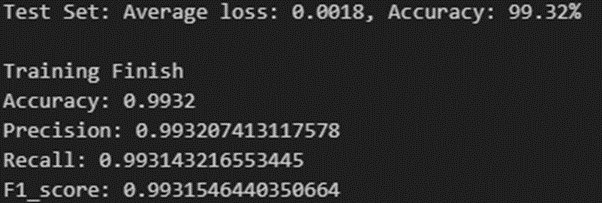 Test Set: Average loss: 0.0018, Accuracy: 99.32%
Training Finish
Accuracy: 0.9932
Precision: 0.993207413117578
Recall: 0.993143216553445
F1_score: 0.9931546440350664